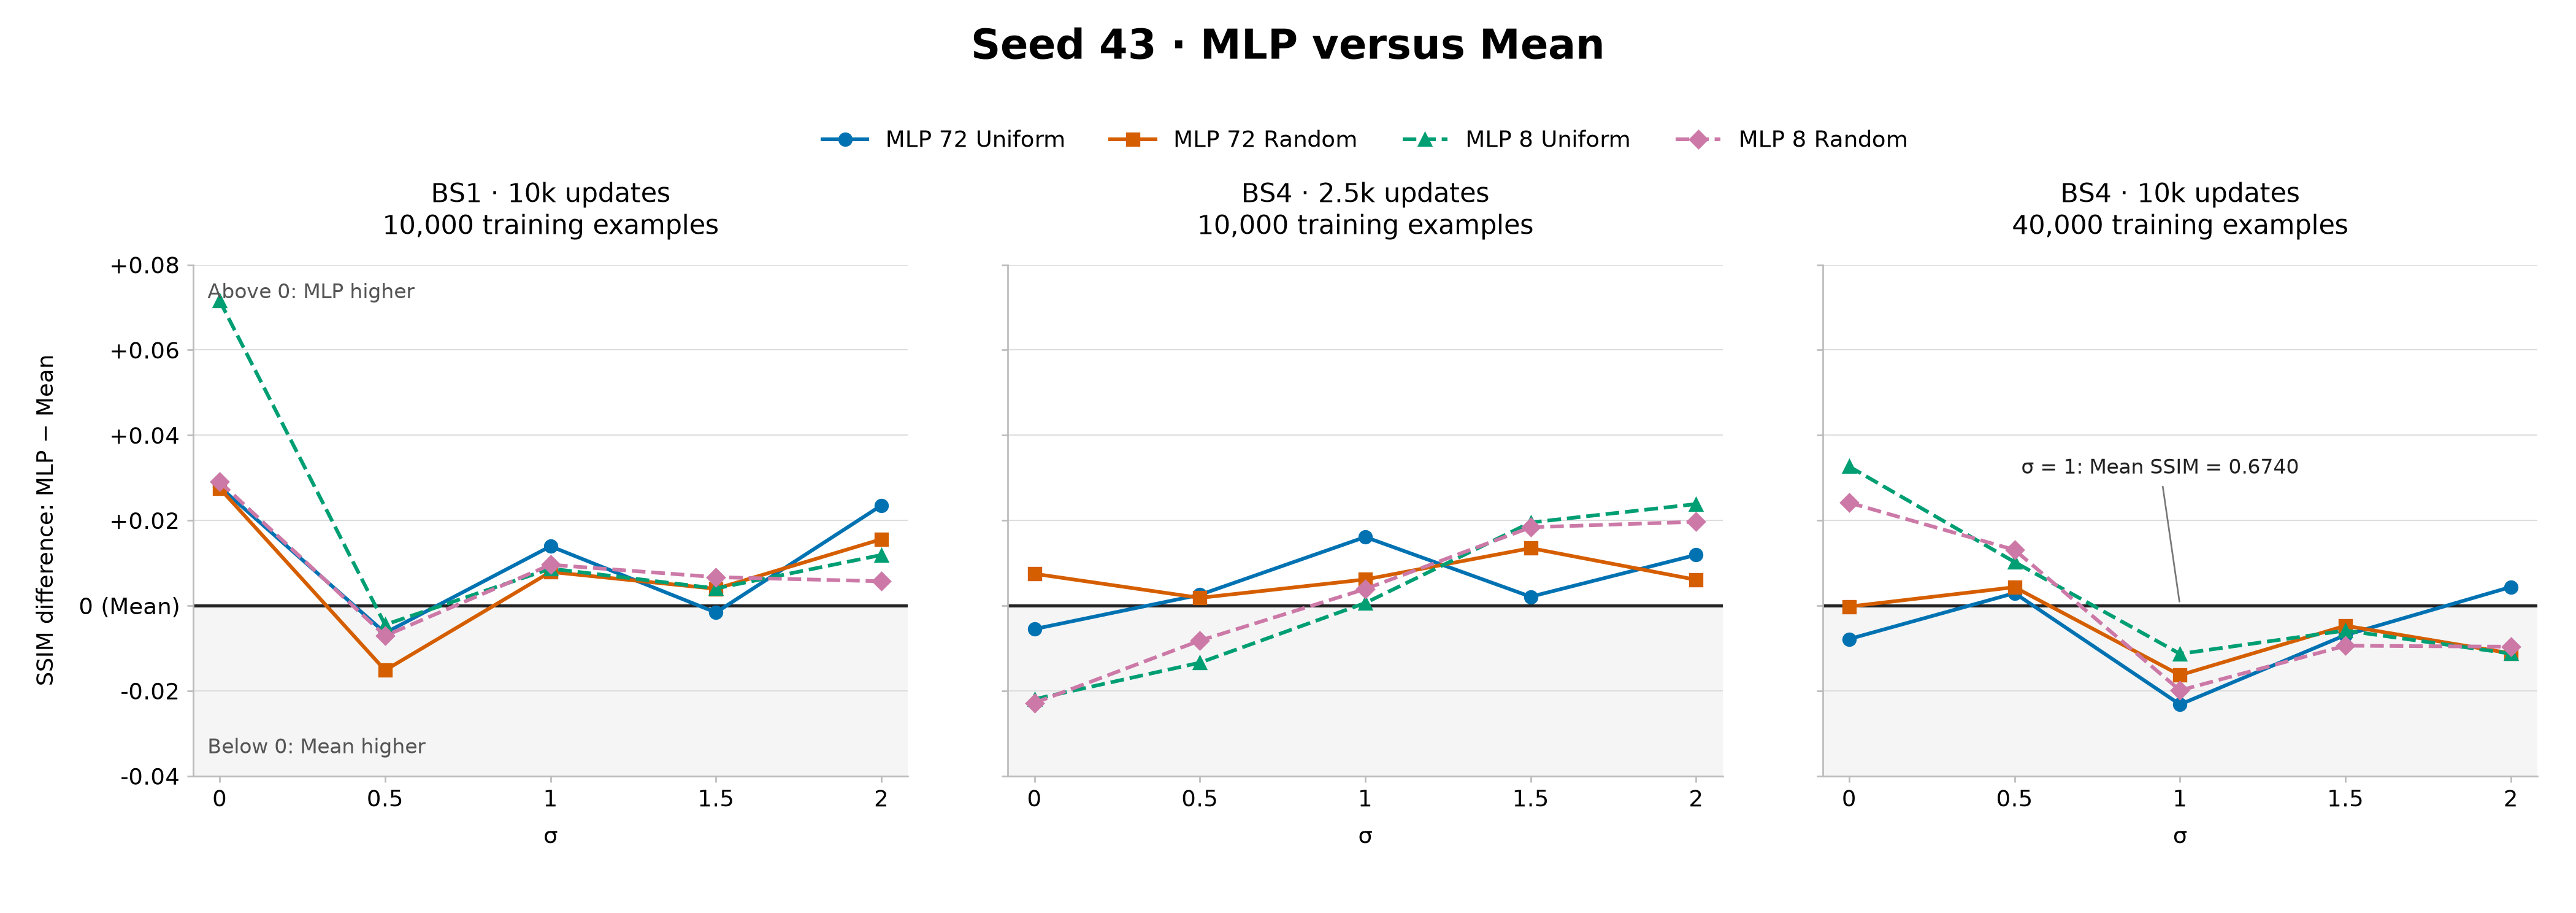 Seed 43 · MLP versus Mean
MLP 72 Uniform
MLP 72 Random
MLP 8 Uniform
MLP 8 Random
BS1 · 10k updates
10,000 training examples
BS4 · 2.5k updates
10,000 training examples
BS4 · 10k updates
40,000 training examples
SSIM difference: MLP − Mean
+0.08
+0.06
+0.04
+0.02
0 (Mean)
-0.02
-0.04
Above 0: MLP higher
Below 0: Mean higher
σ = 1: Mean SSIM = 0.6740
0 0.5 1 1.5 2
σ
0 0.5 1 1.5 2
σ
0 0.5 1 1.5 2
σ